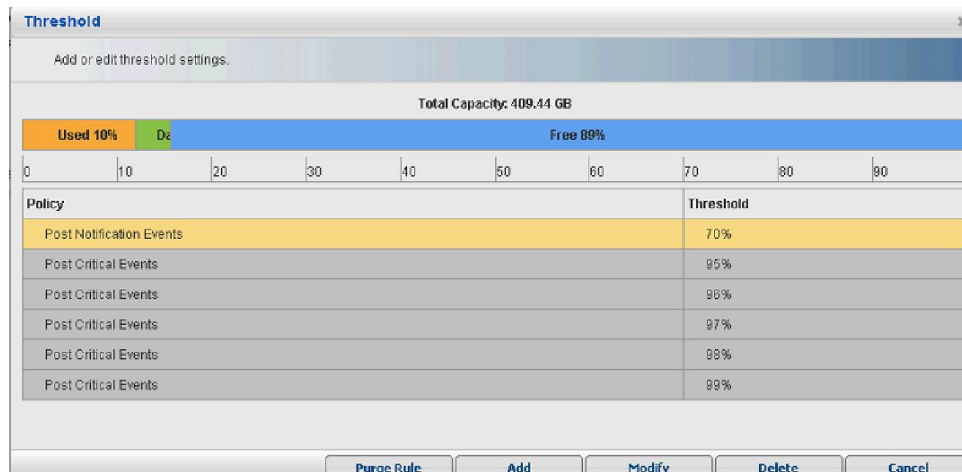 Threshold
Add or edit threshold settings.
Total Capacity: 409.44 GB
Used 10% Da Free 89%
0 10 20 30 40 50 60 70 80 90
Policy Threshold
Post Notification Events 70%
Post Critical Events 95%
Post Critical Events 96%
Post Critical Events 97%
Post Critical Events 98%
Post Critical Events 99%
Purge Rule Add Modify Delete Cancel